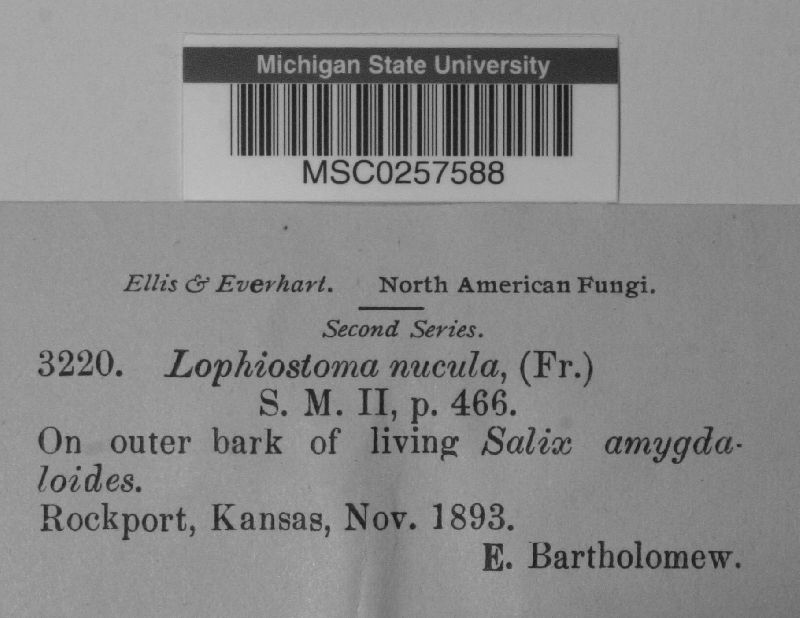 Michigan State University
MSC0257588
Ellis & Everhart. North American Fungi.
Second Series.
3220. Lophiostoma nucula, (Fr.)
S. M. II, p. 466.
On outer bark of living Salix amygda-
loides.
Rockport, Kansas, Nov. 1893.
E. Bartholomew.